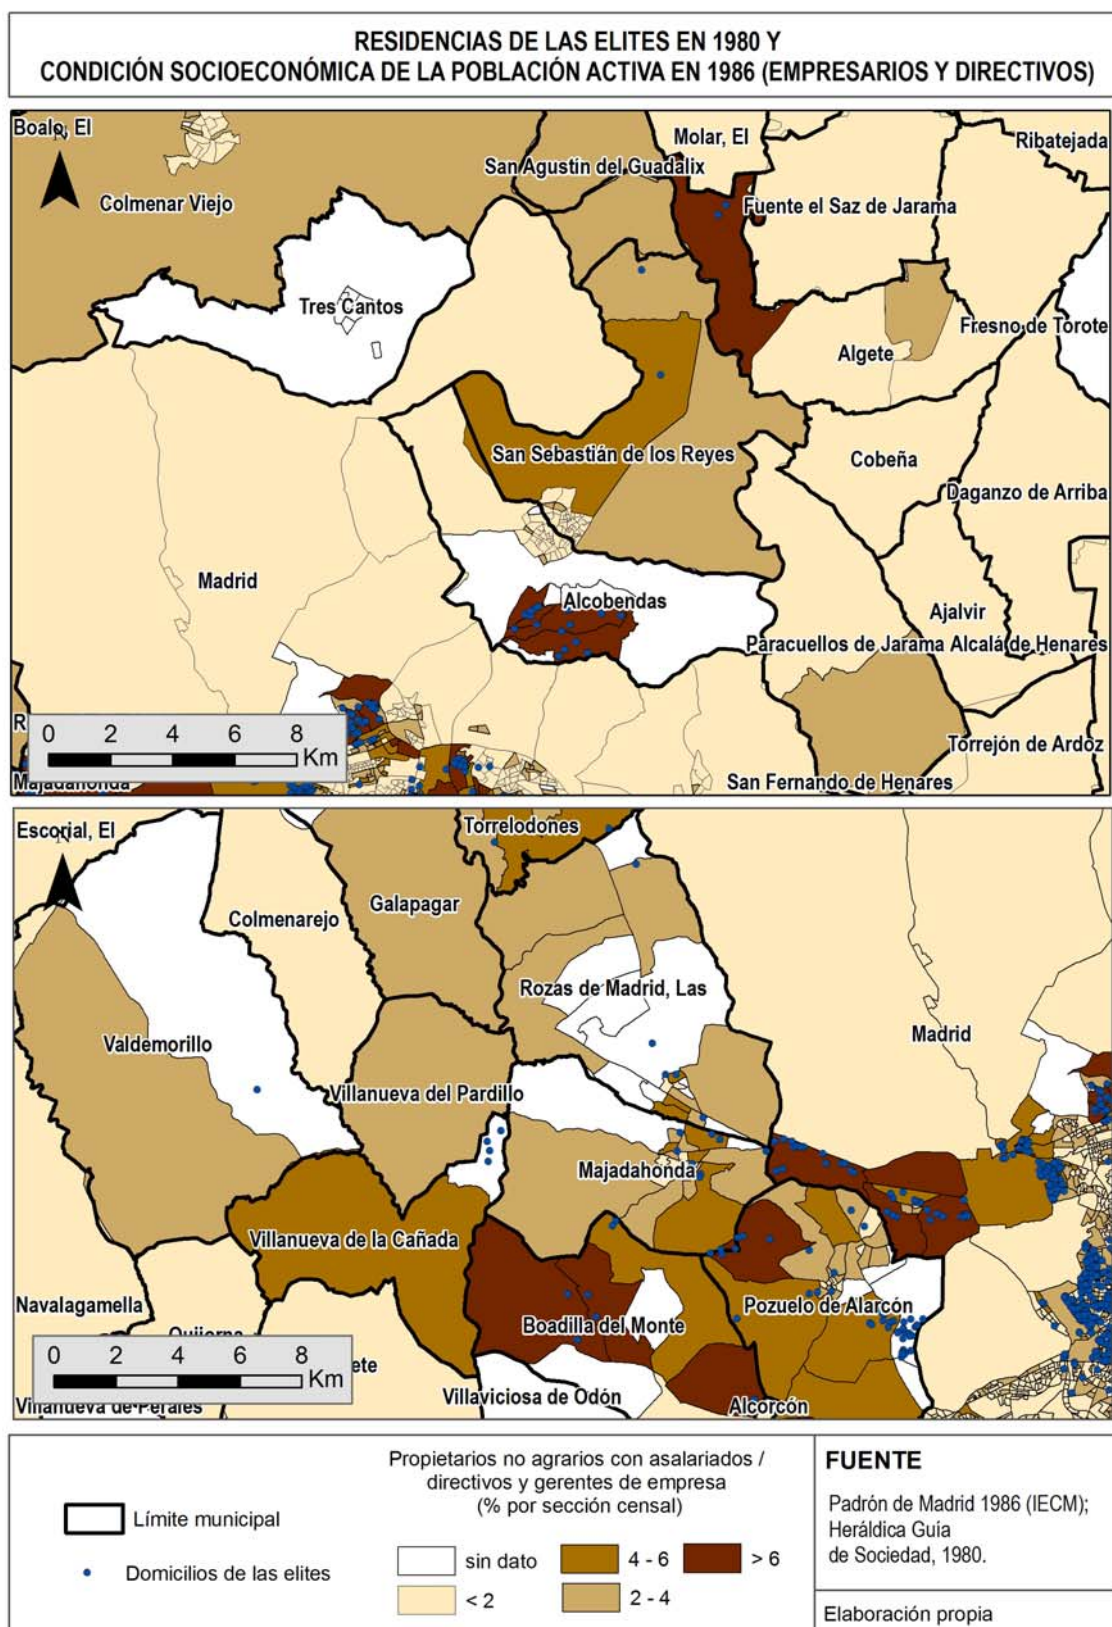 RESIDENCIAS DE LAS ELITES EN 1980 Y
CONDICIÓN SOCIOECONÓMICA DE LA POBLACIÓN ACTIVA EN 1986 (EMPRESARIOS Y DIRECTIVOS)
Boalo, El
N
Molar, El
Ribatejada
San Agustín del Guadalix
Colmenar Viejo
Fuente el Saz de Jarama
Tres Cantos
Fresno de Torote
Algete
San Sebastián de los Reyes
Cobeña
Daganzo de Arriba
Madrid
Alcobendas
Ajalvir
Paracuellos de Jarama
Alcalá de Henares
R
0 2 4 6 8
Km
Torrejón de Ardoz
Majadahonda
San Fernando de Henares
Escorial, El
N
Torrelodones
Galapagar
Colmenarejo
Rozas de Madrid, Las
Madrid
Valdemorillo
Villanueva del Pardillo
Majadahonda
Villanueva de la Cañada
Navalagamella
Pozuelo de Alarcón
Boadilla del Monte
Quijorna
0 2 4 6 8
Km
ete
Villaviciosa de Odón
Alcorcón
Villanueva de Perales
Propietarios no agrarios con asalariados /
directivos y gerentes de empresa
(% por sección censal)
Límite municipal
Domicilios de las elites
sin dato
4 - 6
> 6
< 2
2 - 4
FUENTE
Padrón de Madrid 1986 (IECM);
Heráldica Guía
de Sociedad, 1980.
Elaboración propia